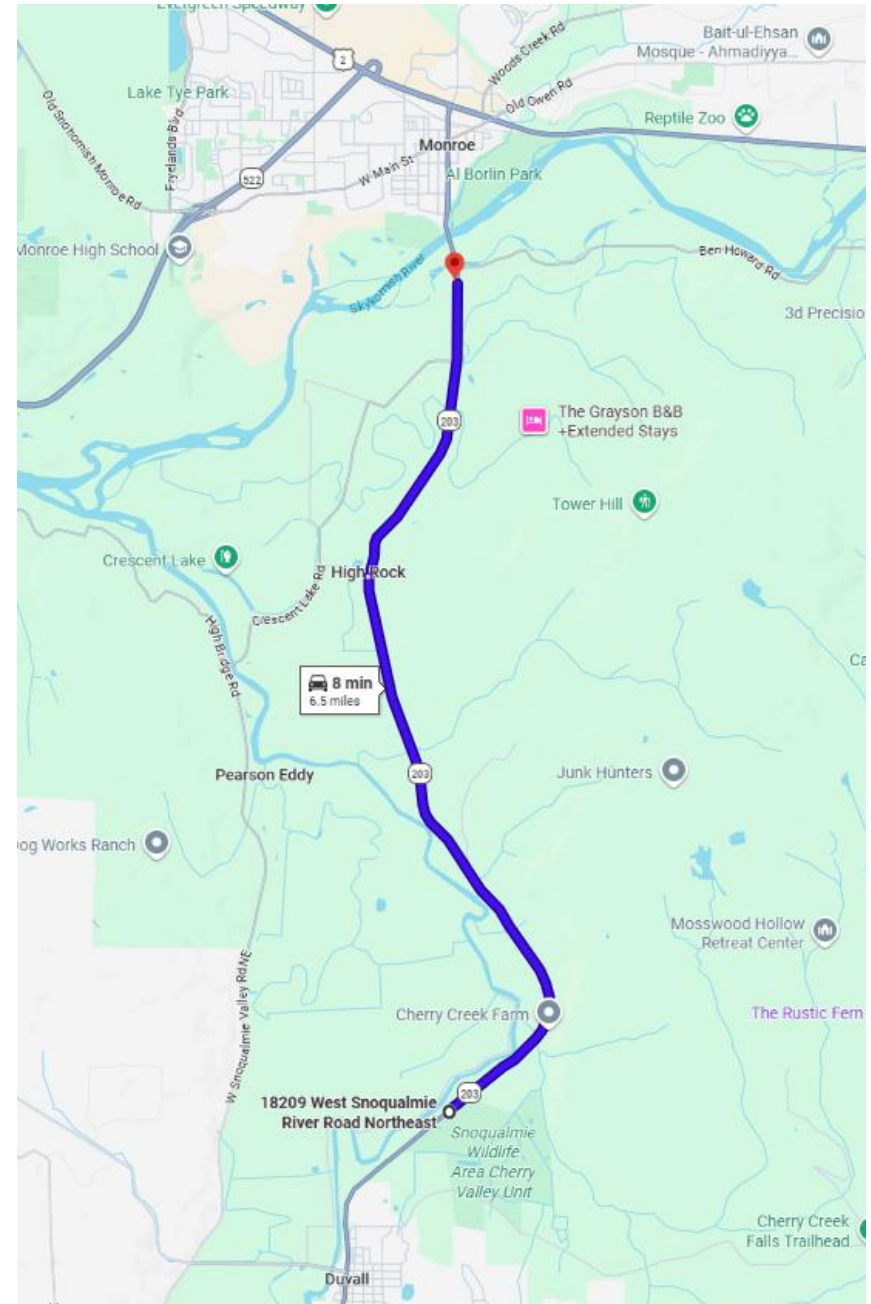 Evergreen Speedway
Bait-ul-Ehsan
Mosque - Ahmadiyya...
2
Woods Creek Rd
Lake Tye Park
Old Owen Rd
Reptile Zoo
Old Snohomish Monroe Rd
Fryelands Blvd
Monroe
W Main St
522
Al Borlin Park
Monroe High School
Ben Howard Rd
Skykomish River
3d Precisio
203
The Grayson B&B
+Extended Stays
Tower Hill
Crescent Lake
High Rock
Crescent Lake Rd
High Bridge Rd
Ca
8 min
6.5 miles
203
Pearson Eddy
Junk Hunters
og Works Ranch
Mosswood Hollow
Retreat Center
W Snoqualmie Valley Rd NE
Cherry Creek Farm
The Rustic Fern
203
18209 West Snoqualmie
River Road Northeast
Snoqualmie
Wildlife
Area Cherry
Valley Unit
Cherry Creek
Falls Trailhead
Duvall